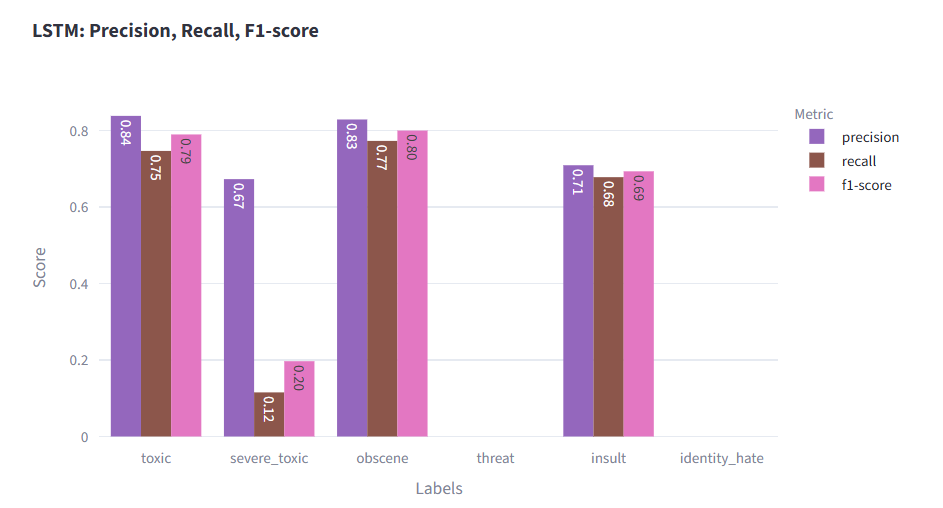 LSTM: Precision, Recall, F1-score
Metric
precision
recall
f1-score
Score
0.8
0.6
0.4
0.2
0
0.84
0.75
0.79
0.67
0.12
0.20
0.83
0.77
0.80
0.71
0.68
0.69
toxic severe_toxic obscene threat insult identity_hate
Labels